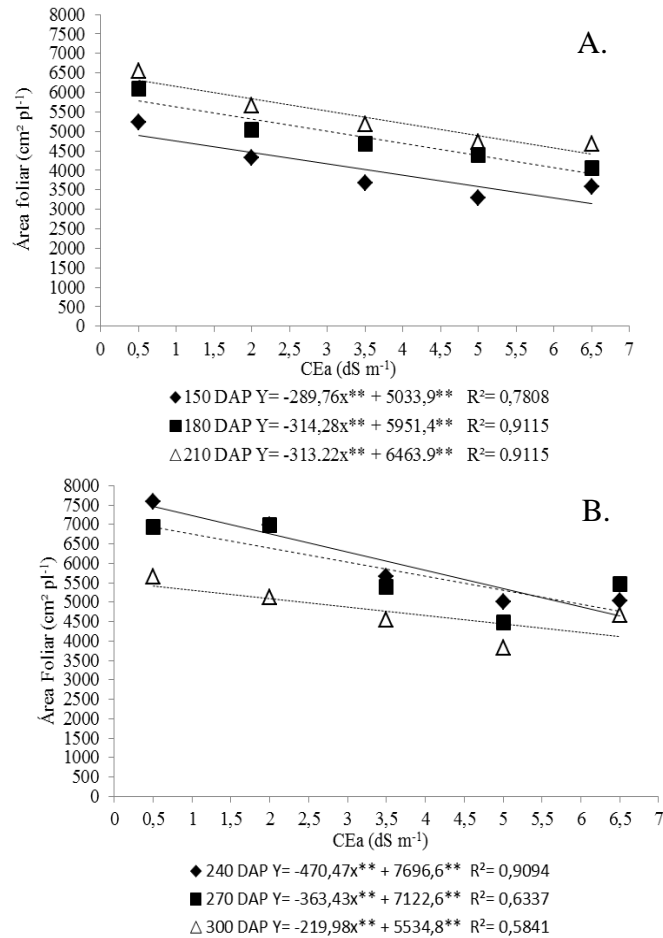 A.
8000
7500
7000
6500
6000
5500
5000
4500
4000
3500
3000
2500
2000
1500
1000
500
0
Área foliar (cm² pl⁻¹)
0 0,5 1 1,5 2 2,5 3 3,5 4 4,5 5 5,5 6 6,5 7
CEa (dS m⁻¹)
150 DAP Y= -289,76x** + 5033,9** R²= 0,7808
180 DAP Y= -314,28x** + 5951,4** R²= 0,9115
210 DAP Y= -313.22x** + 6463.9** R²= 0.9115
B.
8000
7500
7000
6500
6000
5500
5000
4500
4000
3500
3000
2500
2000
1500
1000
500
0
Área Foliar (cm² pl⁻¹)
0 0,5 1 1,5 2 2,5 3 3,5 4 4,5 5 5,5 6 6,5 7
CEa (dS m⁻¹)
240 DAP Y= -470,47x** + 7696,6** R²= 0,9094
270 DAP Y= -363,43x** + 7122,6** R²= 0,6337
300 DAP Y= -219,98x** + 5534,8** R²= 0,5841